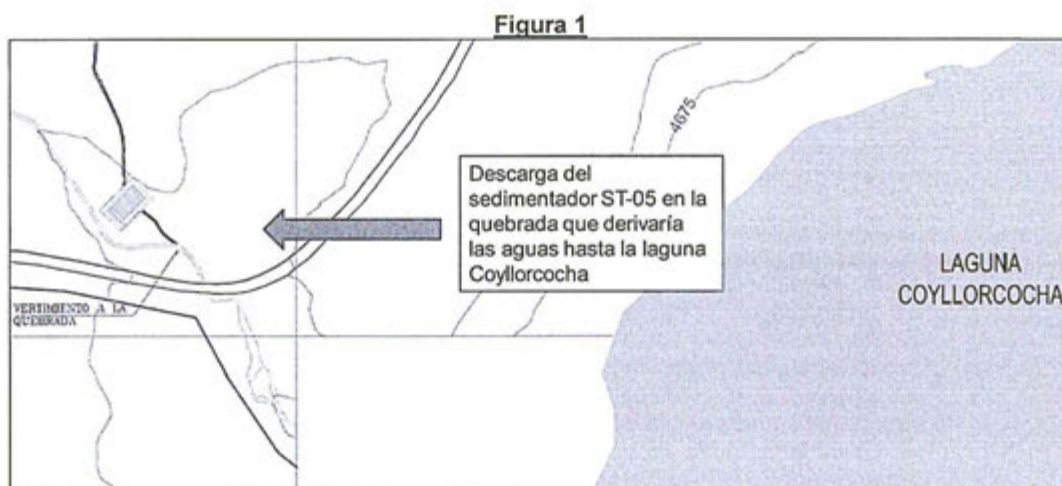 Figura 1
4675
Descarga del
sedimentador ST-05 en la
quebrada que derivaría
las aguas hasta la laguna
Coyllorcocha
LAGUNA
COYLLORCOCHA
VERTIMIENTO A LA
QUEBRADA